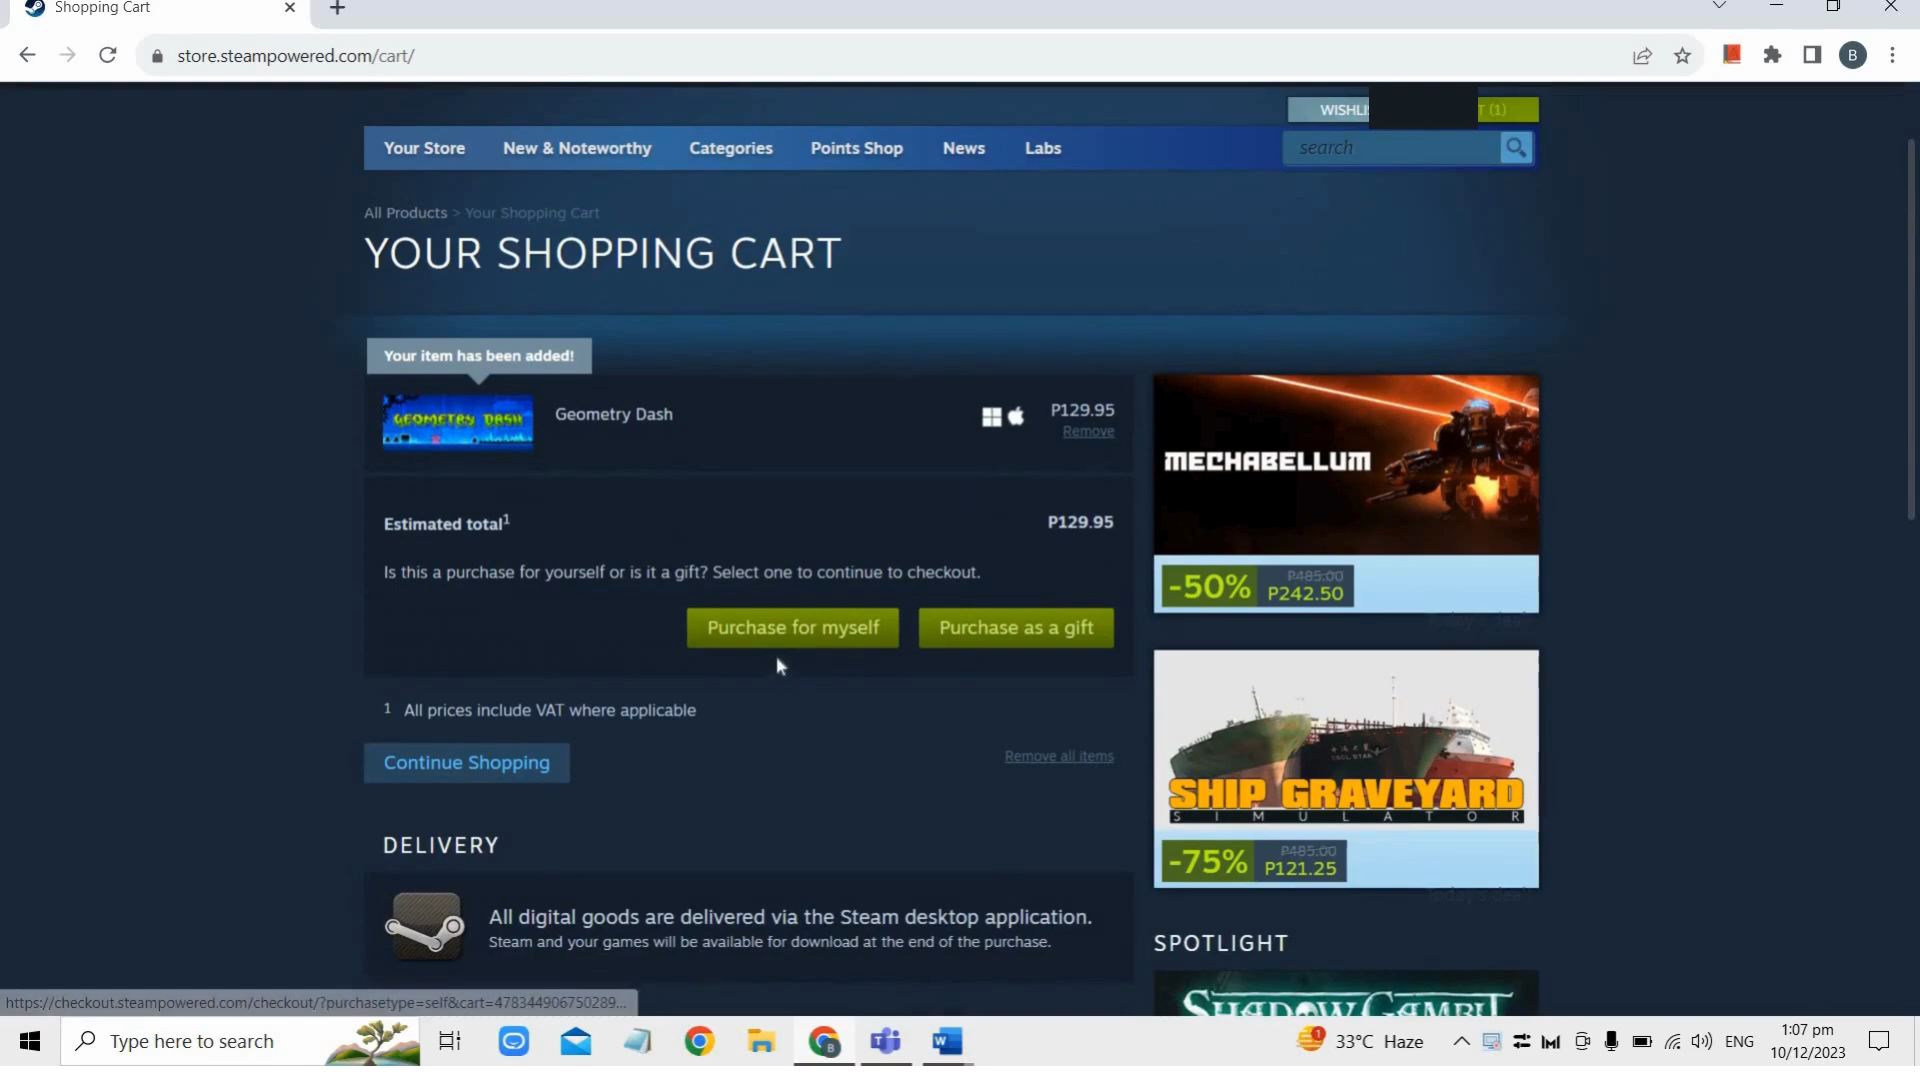 Shopping Cart
store.steampowered.com/cart/
B
WISHLI
T (1)
Your Store
New & Noteworthy
Categories
Points Shop
News
Labs
search
All Products > Your Shopping Cart
YOUR SHOPPING CART
Your item has been added!
GEOMETRY DASH
Geometry Dash
P129.95
Remove
Estimated total1
P129.95
Is this a purchase for yourself or is it a gift? Select one to continue to checkout.
Purchase for myself
Purchase as a gift
1 All prices include VAT where applicable
Continue Shopping
Remove all items
DELIVERY
All digital goods are delivered via the Steam desktop application.
Steam and your games will be available for download at the end of the purchase.
MECHABELLUM
-50%
P485.00
P242.50
SHIP GRAVEYARD
SIMULATOR
-75%
P485.00
P121.25
SPOTLIGHT
SHADOW GAMBIT
https://checkout.steampowered.com/checkout/?purchasetype=self&cart=478344906750289...
Type here to search
33°C Haze
ENG
1:07 pm
10/12/2023